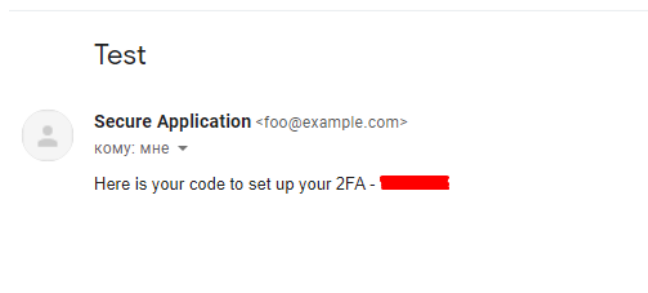 Test
Secure Application <foo@example.com>
кому: мне
Here is your code to set up your 2FA -